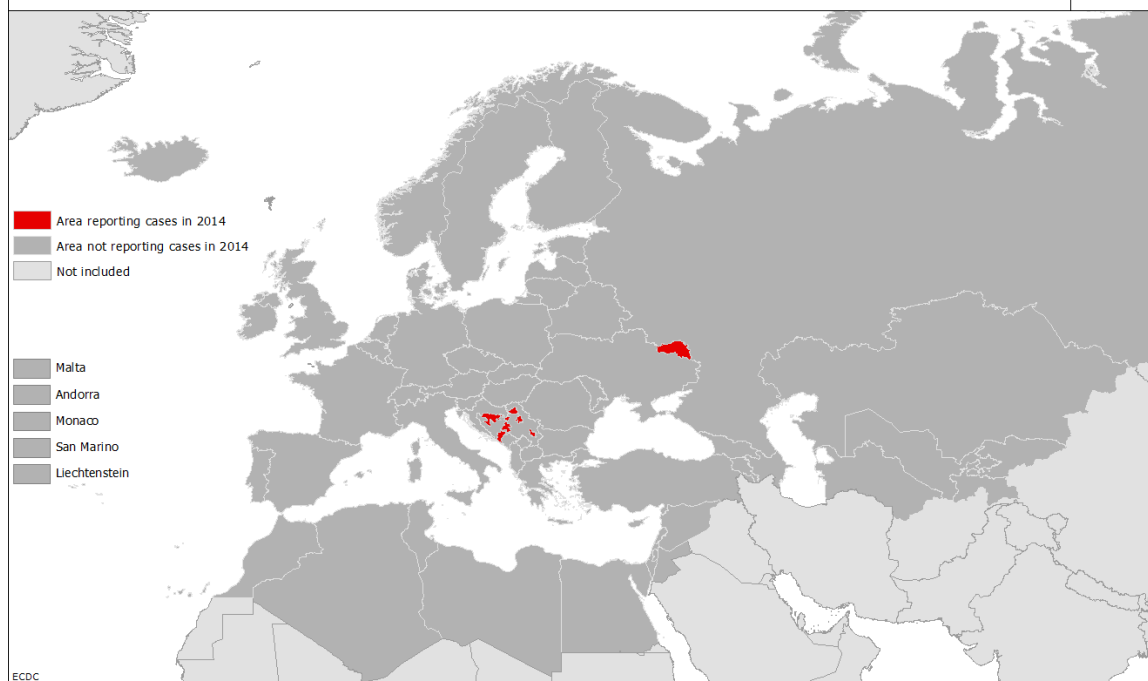 Area reporting cases in 2014
Area not reporting cases in 2014
Not included
Malta
Andorra
Monaco
San Marino
Liechtenstein
ECDC